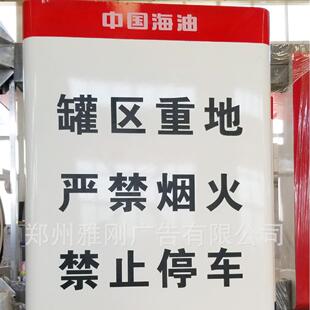 中国海油
罐区重地
严禁烟火
郑州雅刚广告有限公司
禁止停车